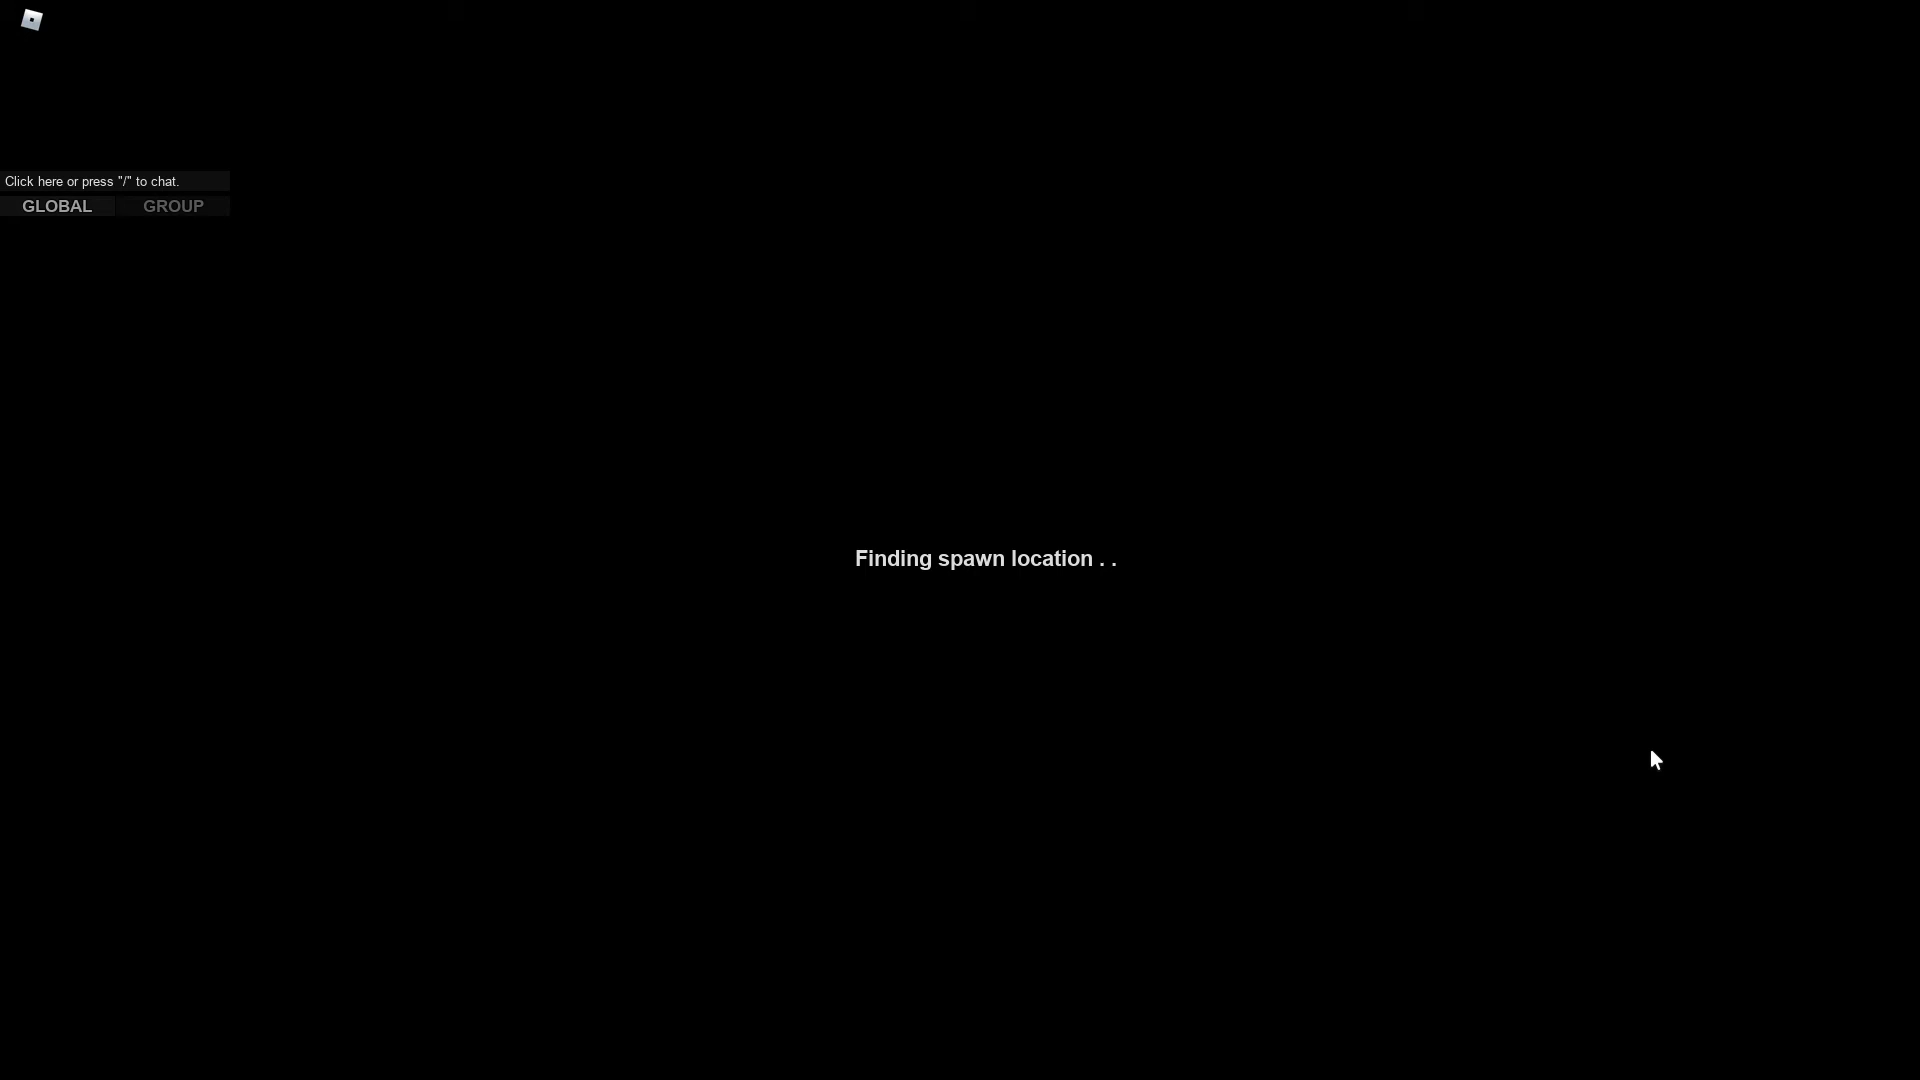 Click here or press "/" to chat.
GLOBAL GROUP
Finding spawn location . .